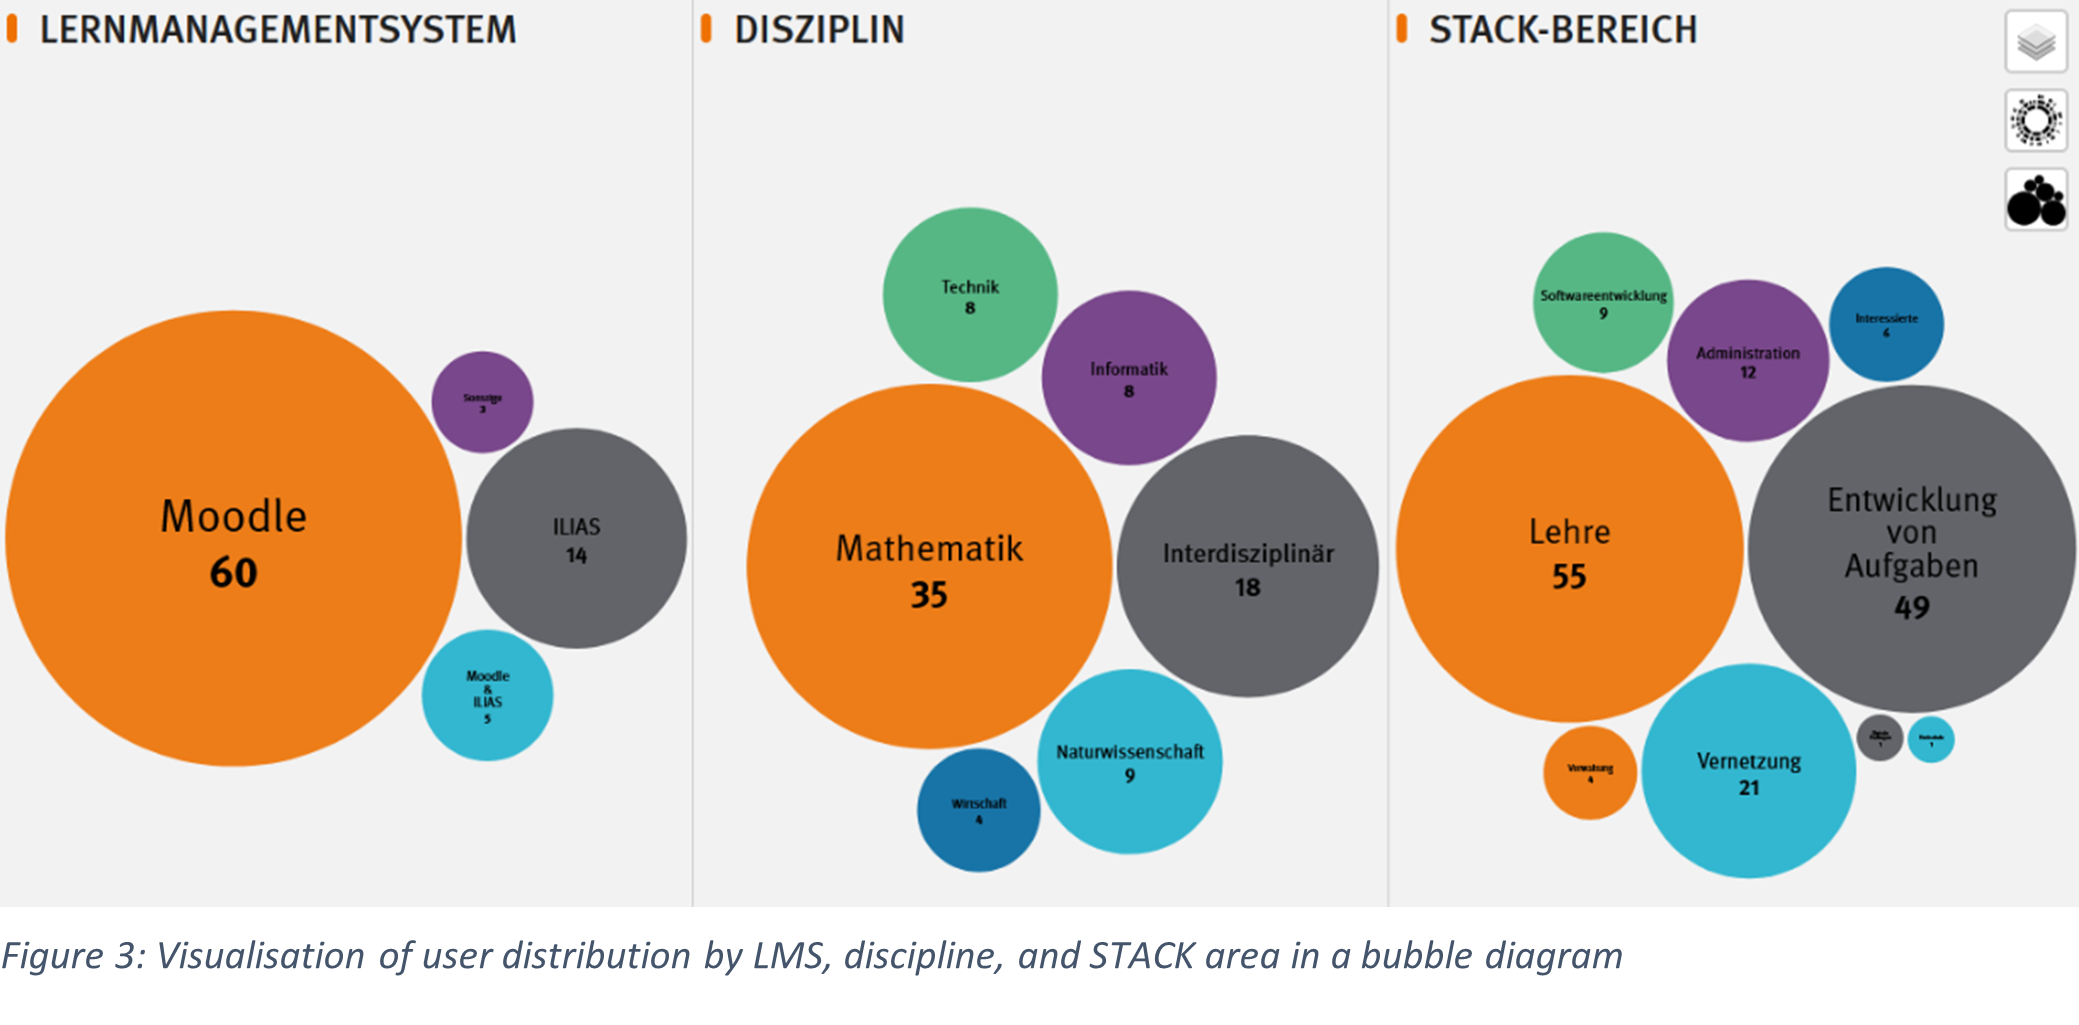 LERNMANAGEMENTSYSTEM
Moodle
60
Sonstige
3
ILIAS
14
Moodle
&
ILIAS
5
DISZIPLIN
Technik
8
Informatik
8
Mathematik
35
Interdisziplinär
18
Naturwissenschaft
9
Wirtschaft
4
STACK-BEREICH
Softwareentwicklung
9
Administration
12
Interessierte
6
Lehre
55
Entwicklung
von
Aufgaben
49
Verwaltung
4
Vernetzung
21
1
1
Figure 3: Visualisation of user distribution by LMS, discipline, and STACK area in a bubble diagram